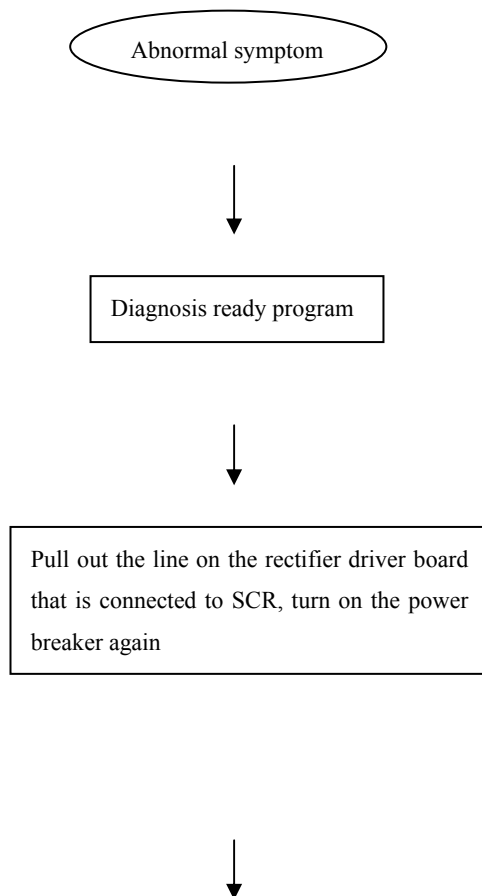 Abnormal symptom
Diagnosis ready program
Pull out the line on the rectifier driver board
that is connected to SCR, turn on the power
breaker again